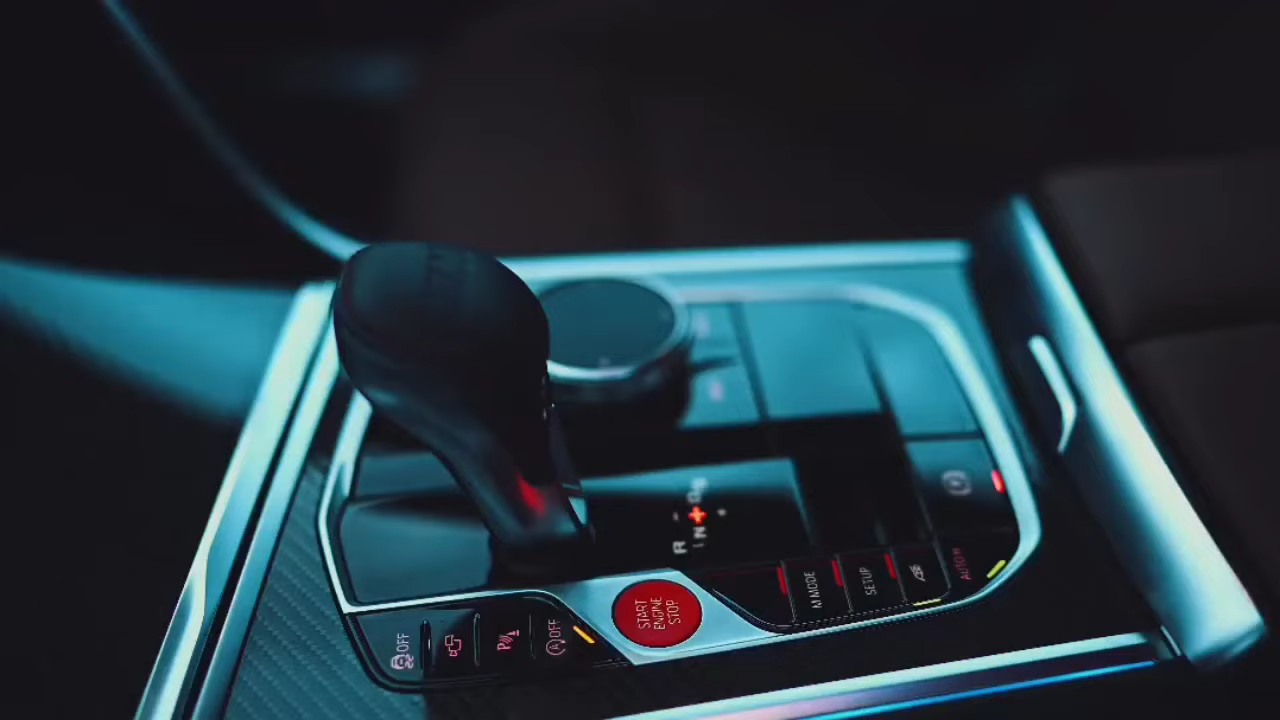 OFF
P
A OFF
START
ENGINE
STOP
M MODE
SETUP
AUTO H
R
N